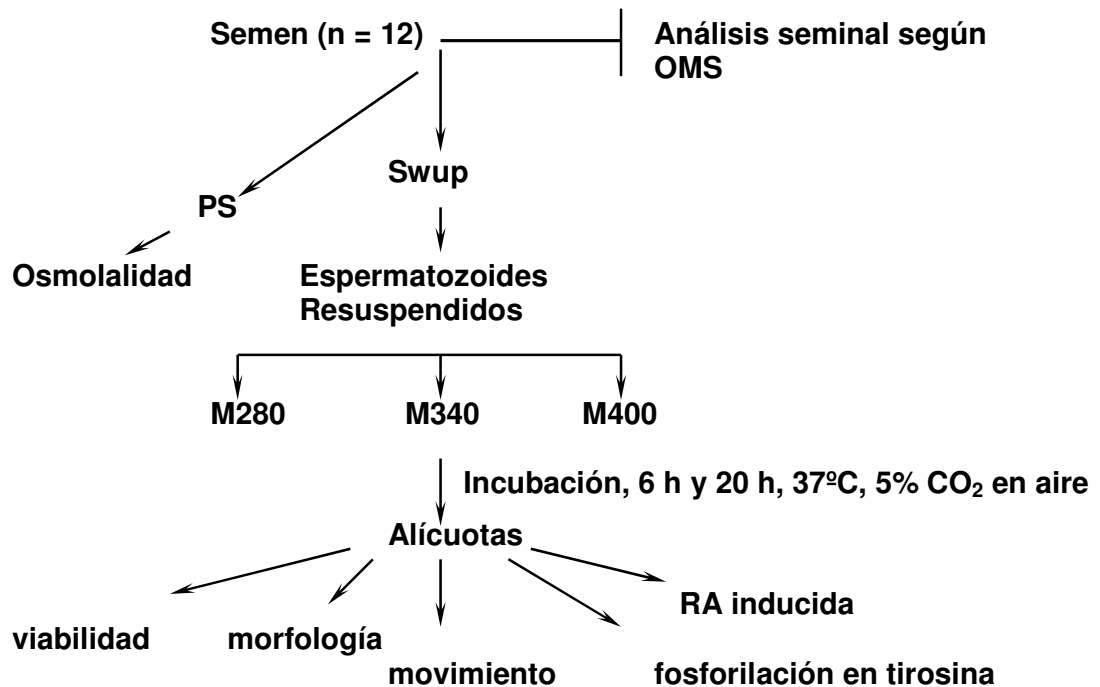 Semen (n = 12)
Análisis seminal según
OMS
Swup
PS
Osmolalidad
Espermatozoides
Resuspendidos
M280
M340
M400
Incubación, 6 h y 20 h, 37ºC, 5% CO₂ en aire
Alícuotas
RA inducida
viabilidad
morfología
movimiento
fosforilación en tirosina